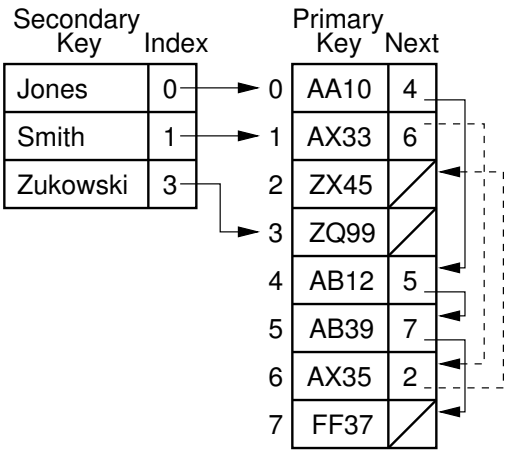 Secondary Key Index
Jones 0
Smith 1
Zukowski 3
Primary Key Next
0 AA10 4
1 AX33 6
2 ZX45
3 ZQ99
4 AB12 5
5 AB39 7
6 AX35 2
7 FF37